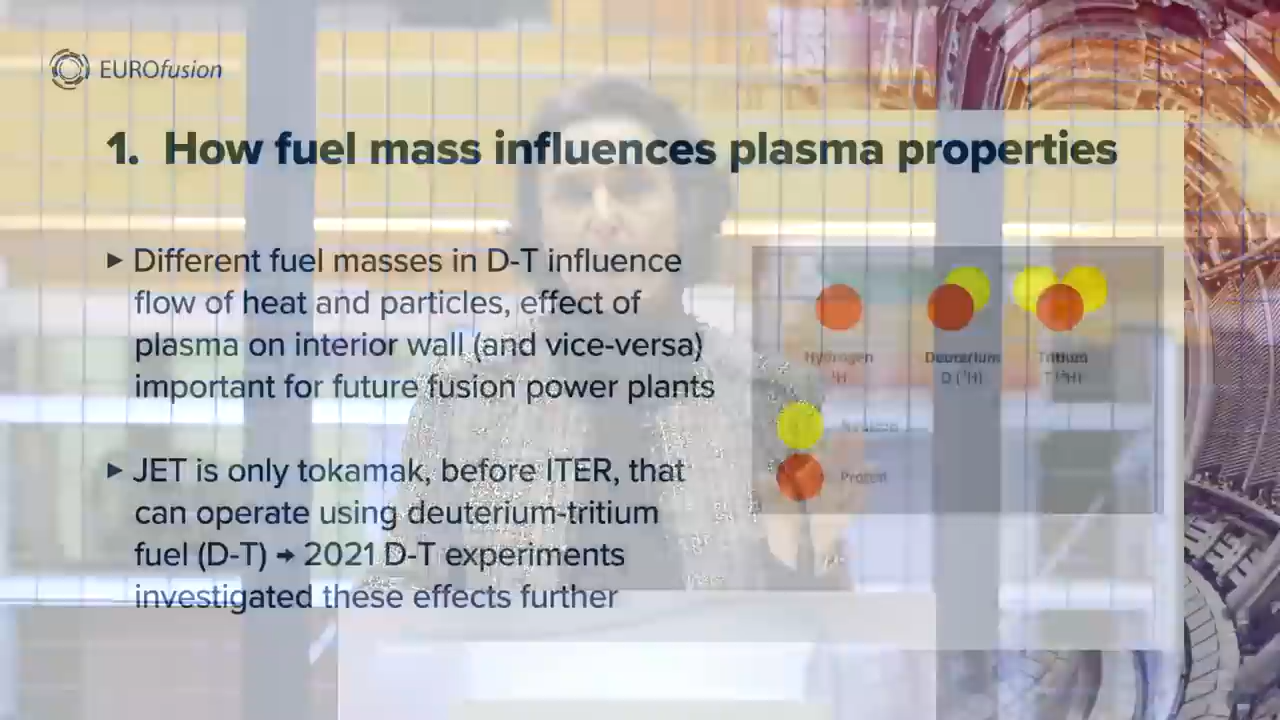 EUROfusion
1. How fuel mass influences plasma properties
▸ Different fuel masses in D-T influence
flow of heat and particles, effect of
plasma on interior wall (and vice-versa)
important for future fusion power plants
▸ JET is only tokamak, before ITER, that
can operate using deuterium-tritium
fuel (D-T) → 2021 D-T experiments
investigated these effects further
Hydrogen Deuterium Tritium
Proton